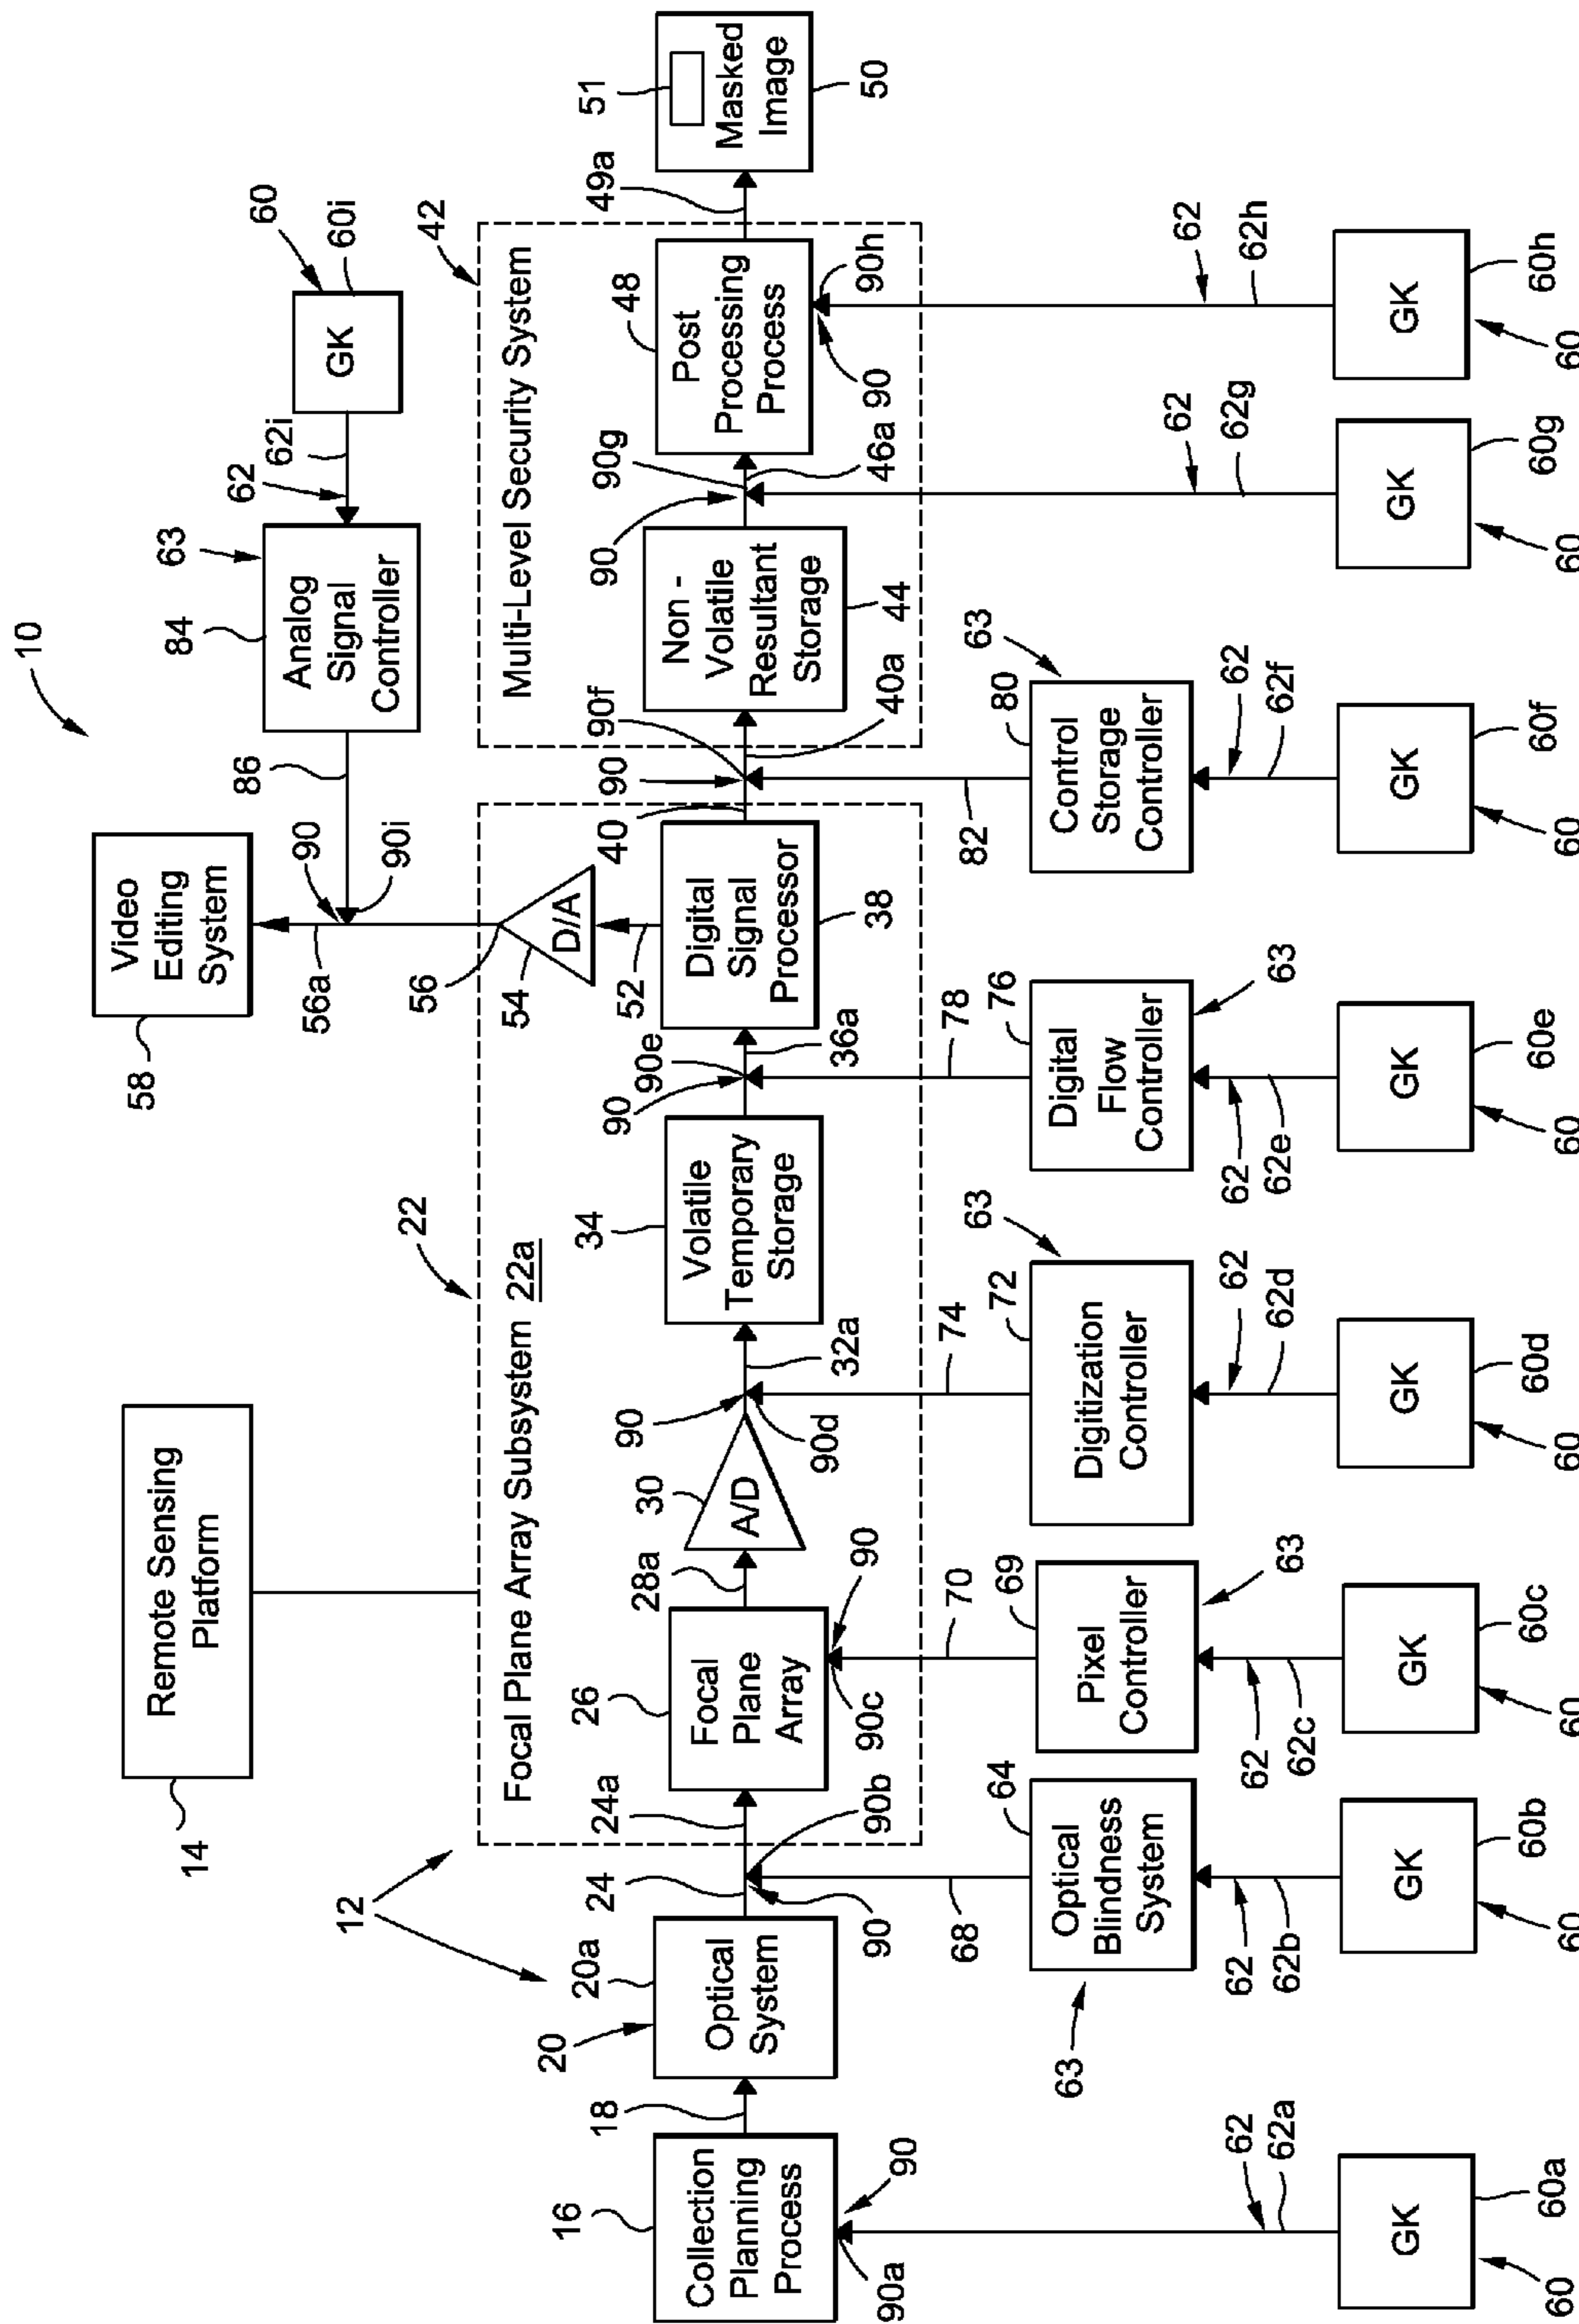 10
Remote Sensing
Platform
14
12
22
Video
Editing
System
58
56a
90
90i
86
Analog
Signal
Controller
84
63
62
62i
GK
60
60i
Focal Plane Array Subsystem 22a
Multi-Level Security System
42
Collection
Planning
Process
16
18
90a
90
Optical
System
20
20a
24
24a
90b
90
Focal
Plane
Array
26
28a
90c
90
A/D
30
90
90d
32a
Volatile
Temporary
Storage
34
90
90e
36a
Digital
Signal
Processor
38
52
D/A
54
56
40
90
90f
40a
Non -
Volatile
Resultant
Storage
44
90
90g
46a
Post
Processing
Process
48
90
90h
49a
51
Masked
Image
50
Optical
Blindness
System
64
63
68
Pixel
Controller
69
63
70
Digitization
Controller
72
63
74
Digital
Flow
Controller
76
63
78
Control
Storage
Controller
80
63
82
62
62a
62
62b
62
62c
62
62d
62
62e
62
62f
62
62g
62
62h
GK
60a
60
GK
60b
60
GK
60c
60
GK
60d
60
GK
60e
60
GK
60f
60
GK
60g
60
GK
60h
60